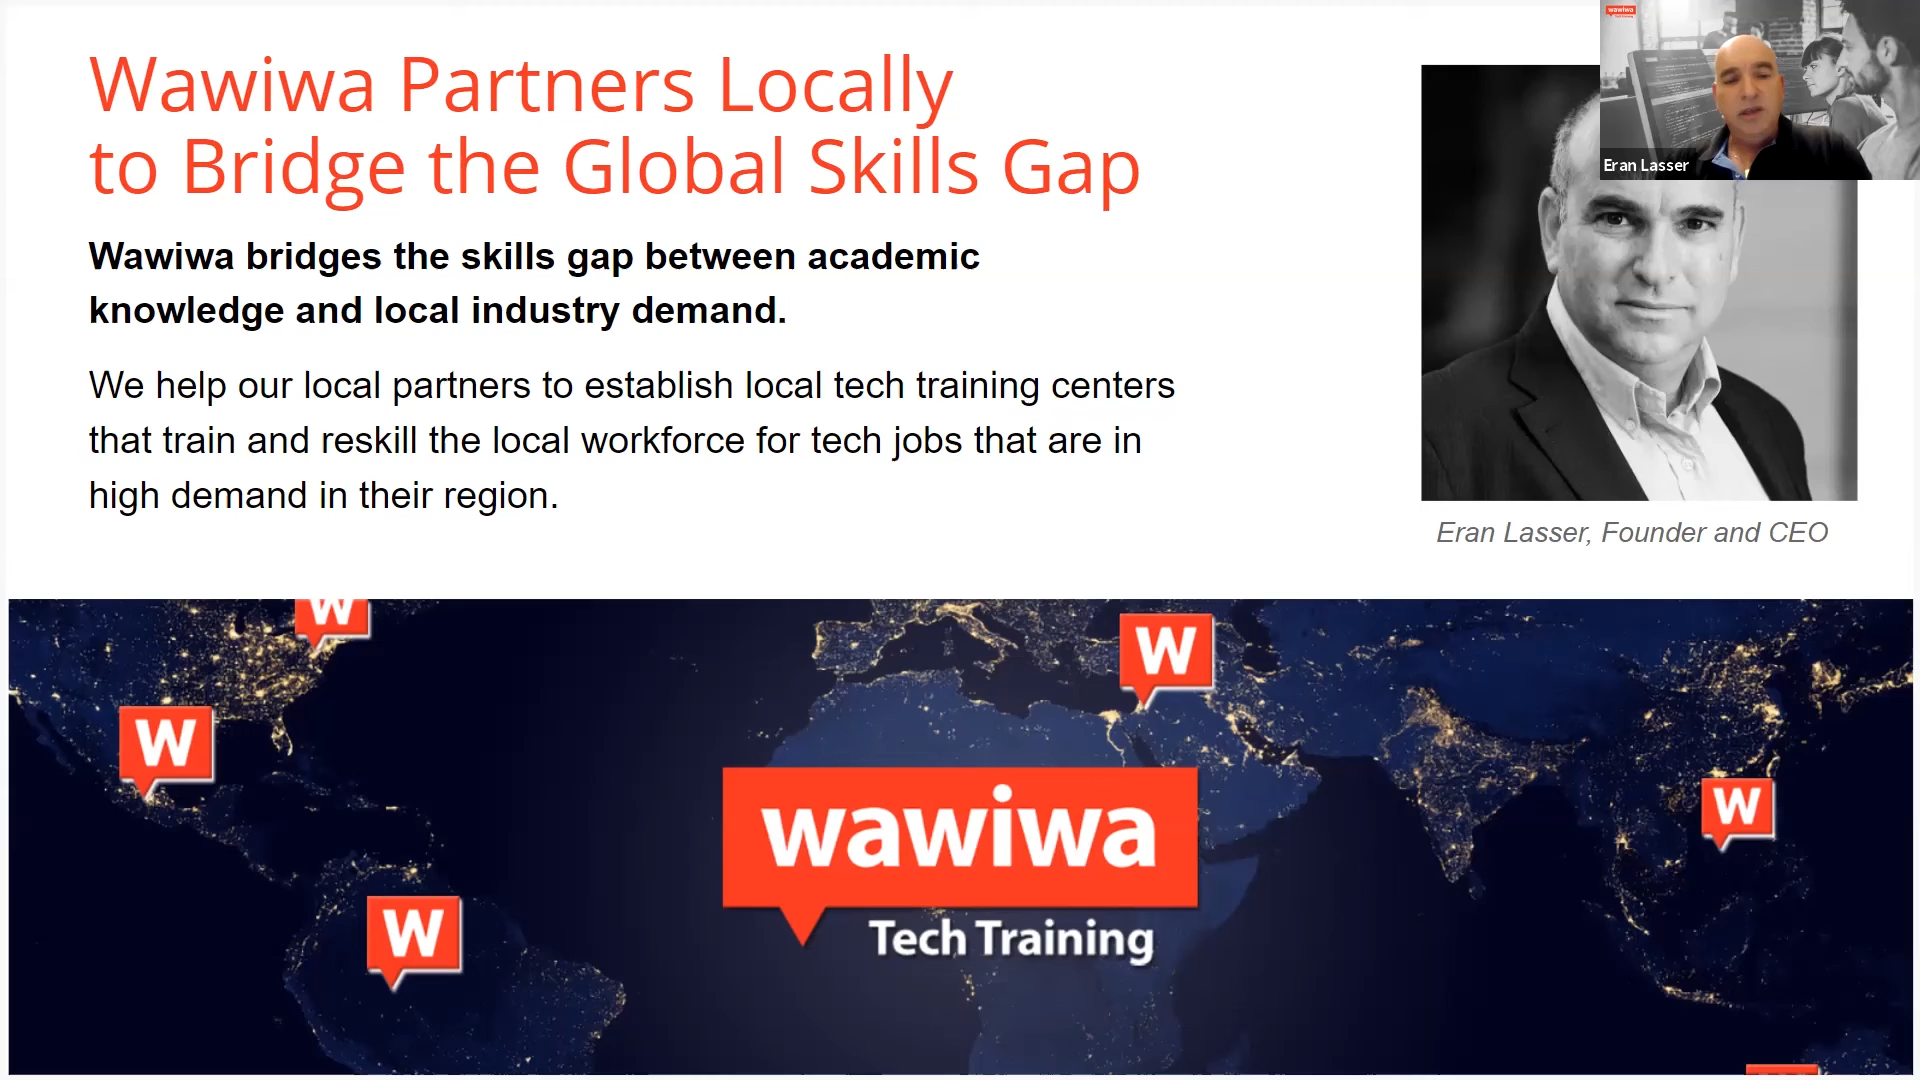 Wawiwa Partners Locally
to Bridge the Global Skills Gap
Wawiwa bridges the skills gap between academic
knowledge and local industry demand.
We help our local partners to establish local tech training centers
that train and reskill the local workforce for tech jobs that are in
high demand in their region.
wawiwa
Eran Lasser
Eran Lasser, Founder and CEO
W
W
W
W
W
wawiwa
Tech Training